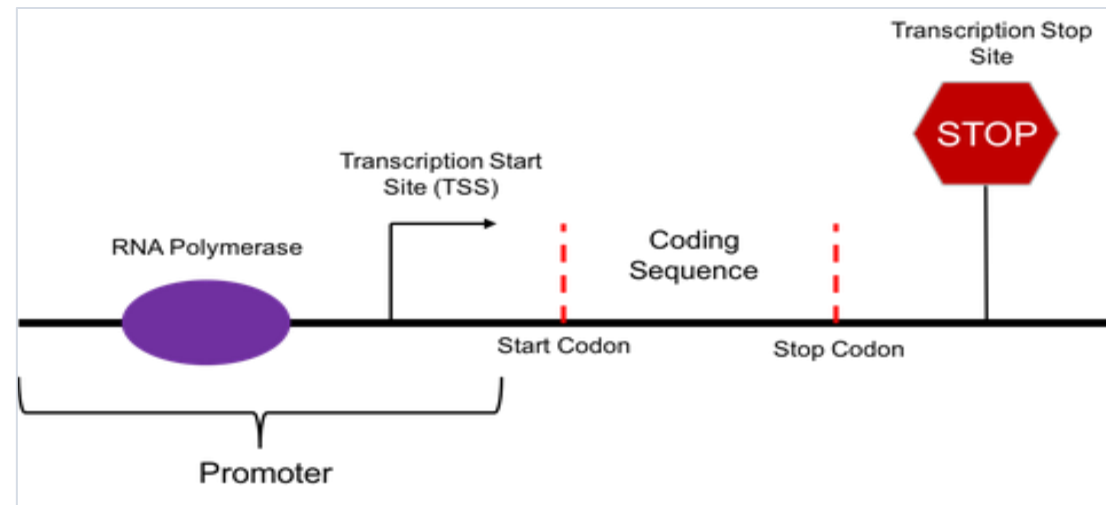 Transcription Stop
Site
STOP
Transcription Start
Site (TSS)
RNA Polymerase
Coding
Sequence
Start Codon
Stop Codon
Promoter